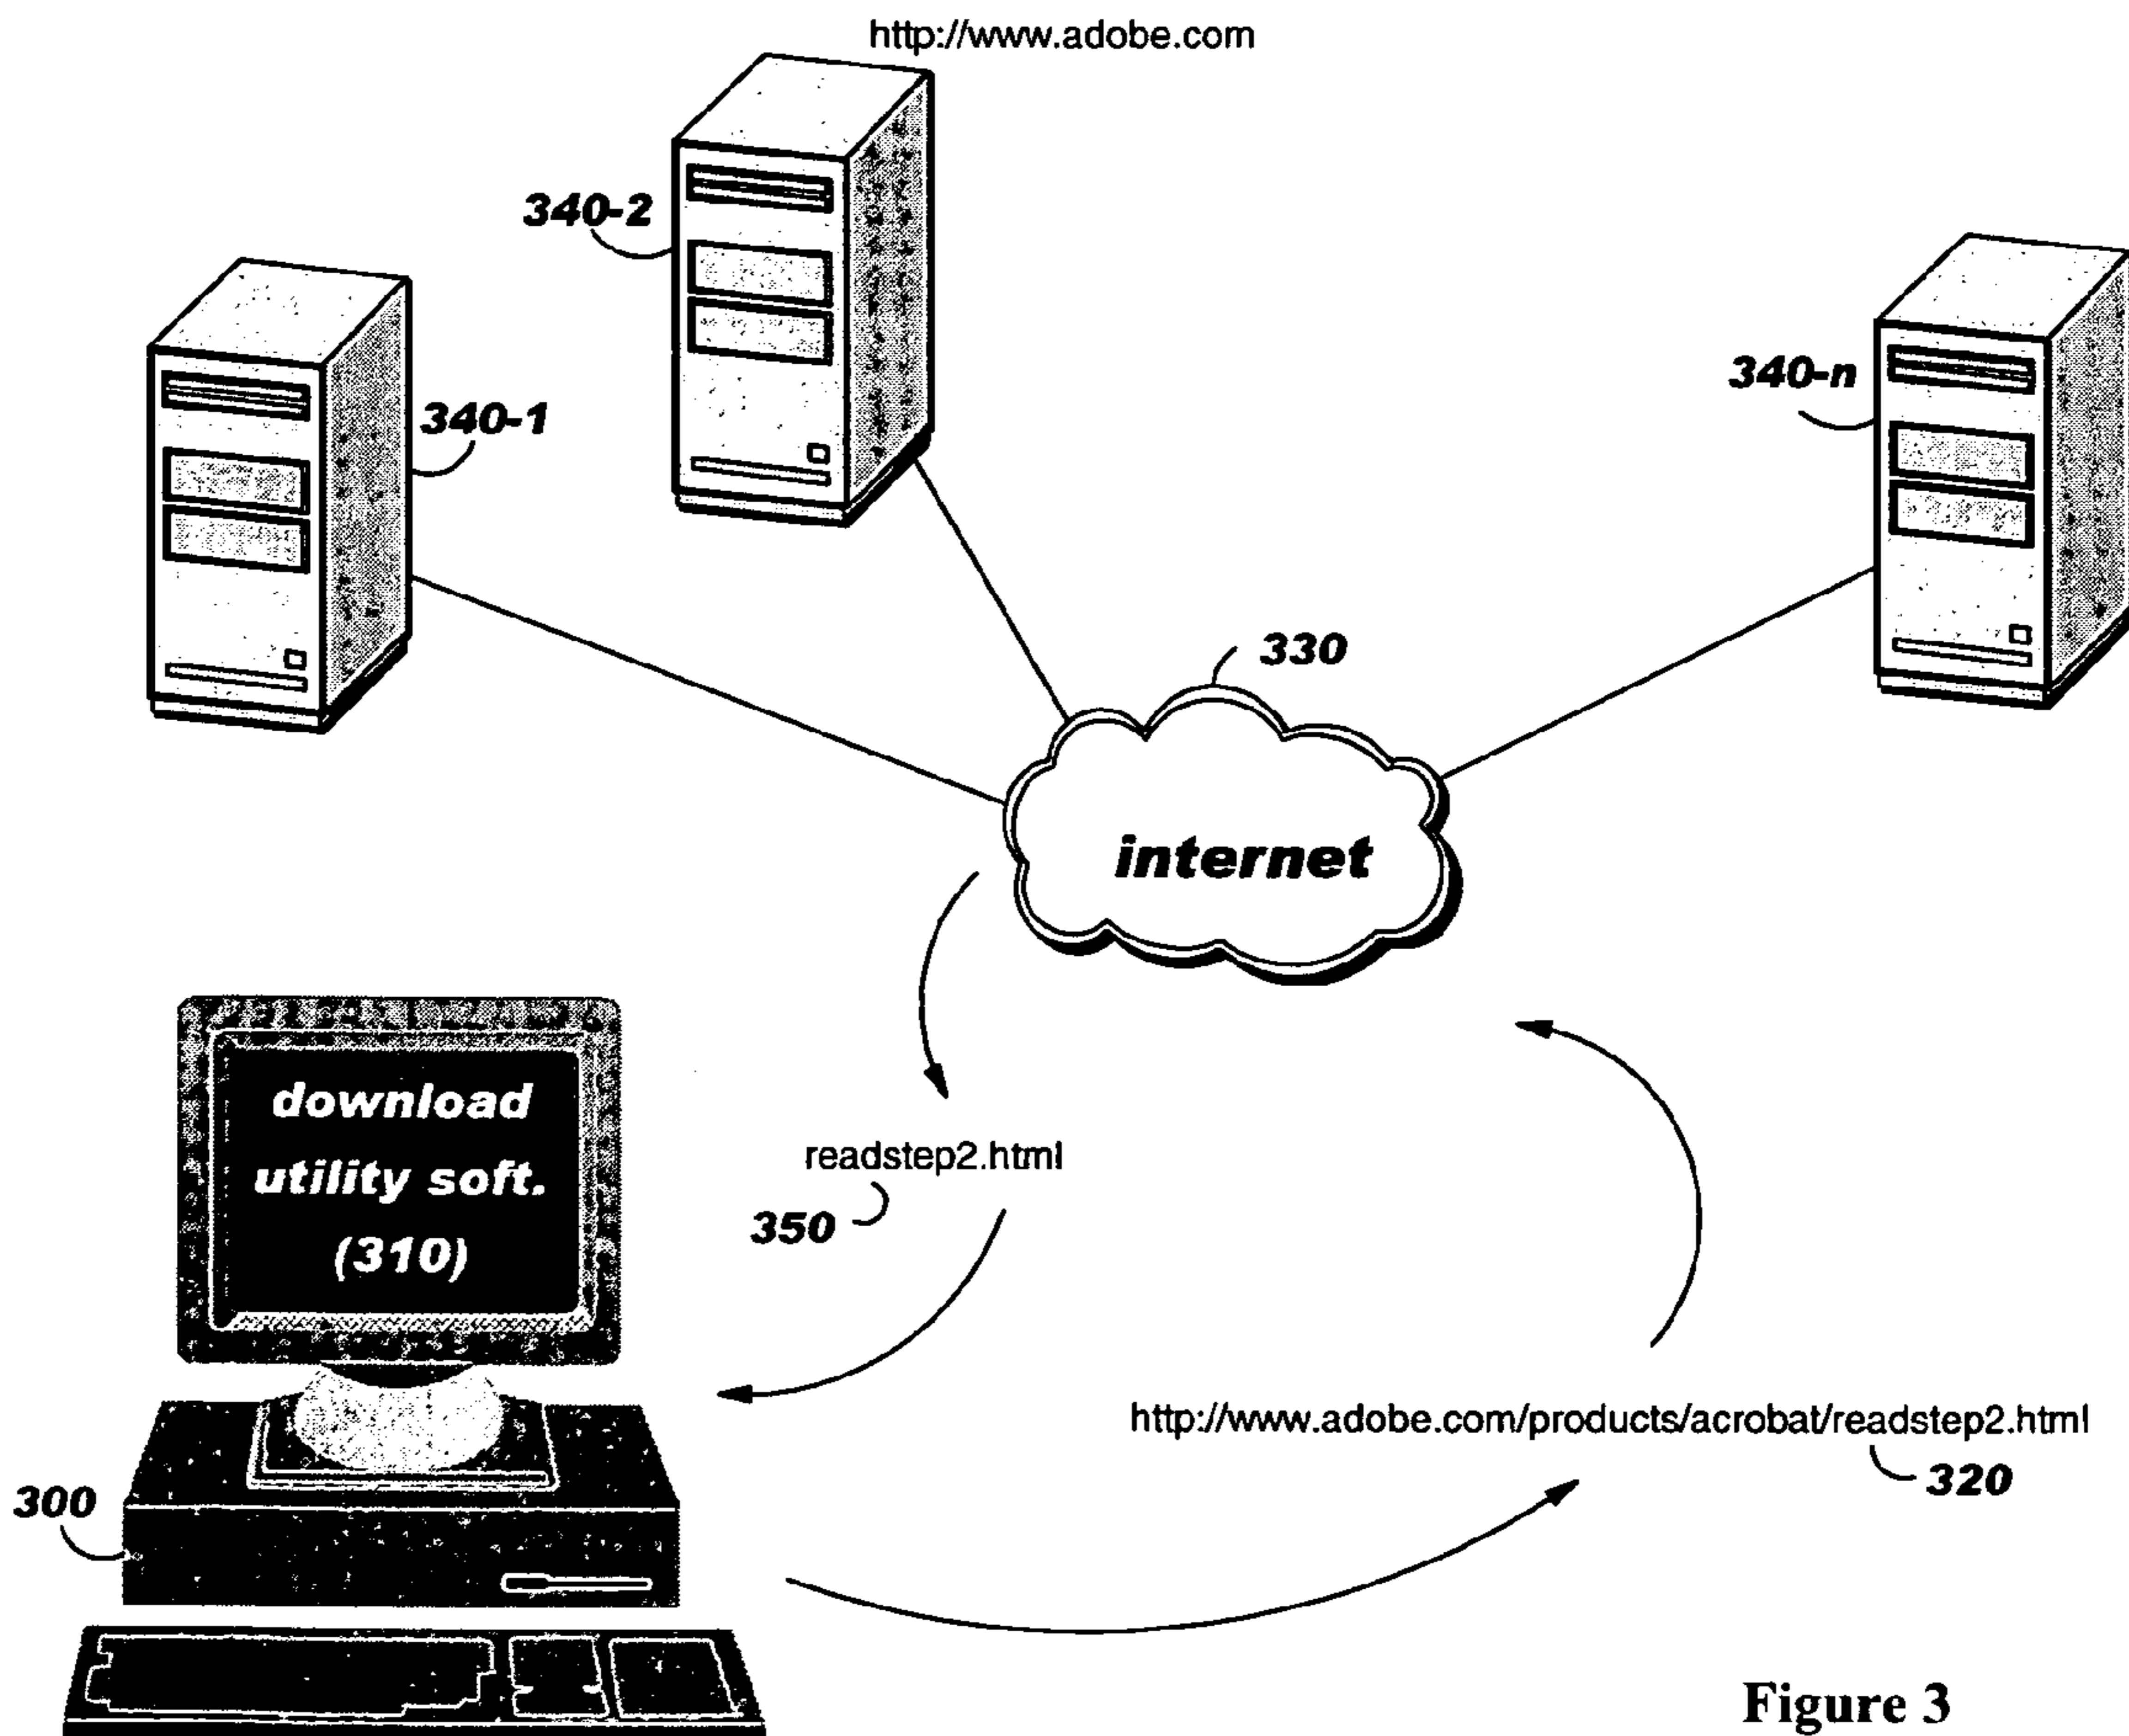 http://www.adobe.com
340-2
340-n
340-1
330
internet
download
utility soft.
(310)
readstep2.html
350
http://www.adobe.com/products/acrobat/readstep2.html
320
300
Figure 3